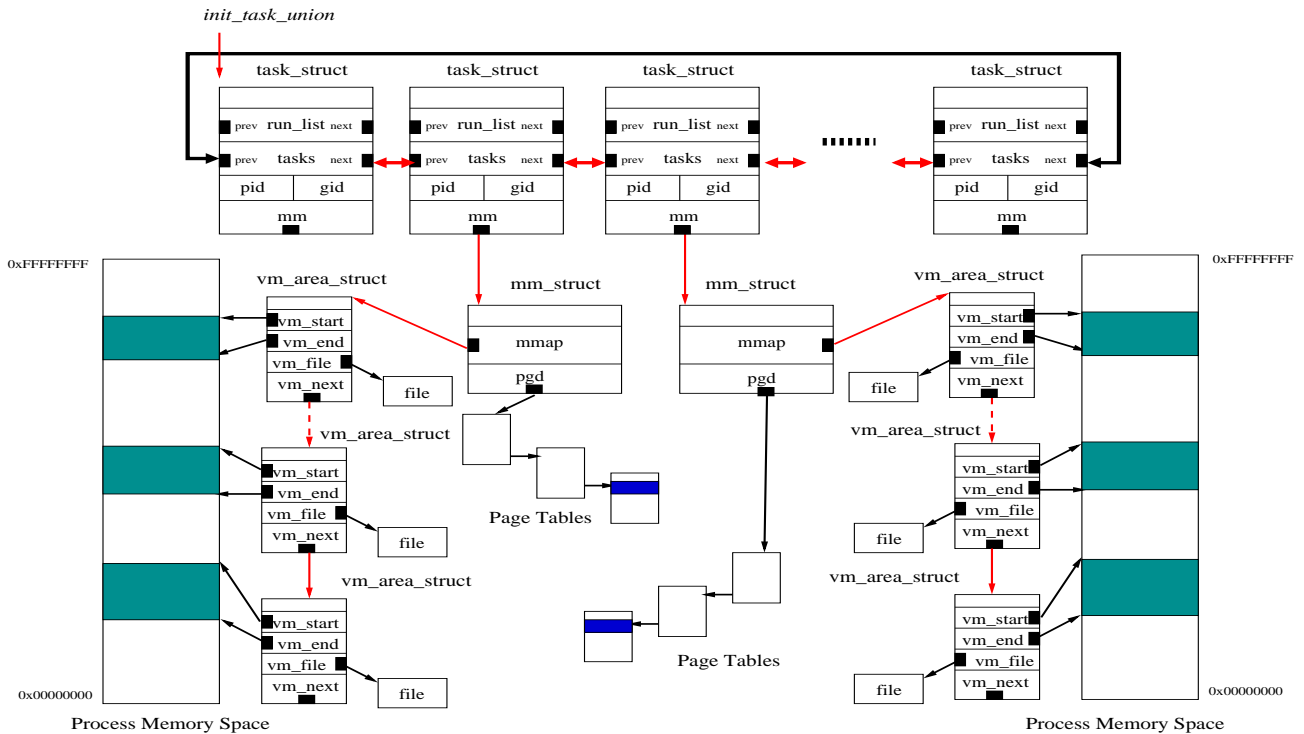 init_task_union
task_struct task_struct task_struct task_struct
prev run_list next prev run_list next prev run_list next prev run_list next
prev tasks next prev tasks next prev tasks next prev tasks next
pid gid pid gid pid gid pid gid
mm mm mm mm
0xFFFFFFFF 0xFFFFFFFF
vm_area_struct mm_struct mm_struct vm_area_struct
vm_start vm_start
vm_end mmap mmap vm_end
vm_file vm_file
vm_next pgd pgd vm_next
file file
vm_area_struct vm_area_struct
vm_start vm_start
vm_end vm_end
vm_file Page Tables vm_file
vm_next file file vm_next
vm_area_struct vm_area_struct
vm_start vm_start
vm_end vm_end
vm_file Page Tables vm_file
vm_next vm_next
0x00000000 file file 0x00000000
Process Memory Space Process Memory Space